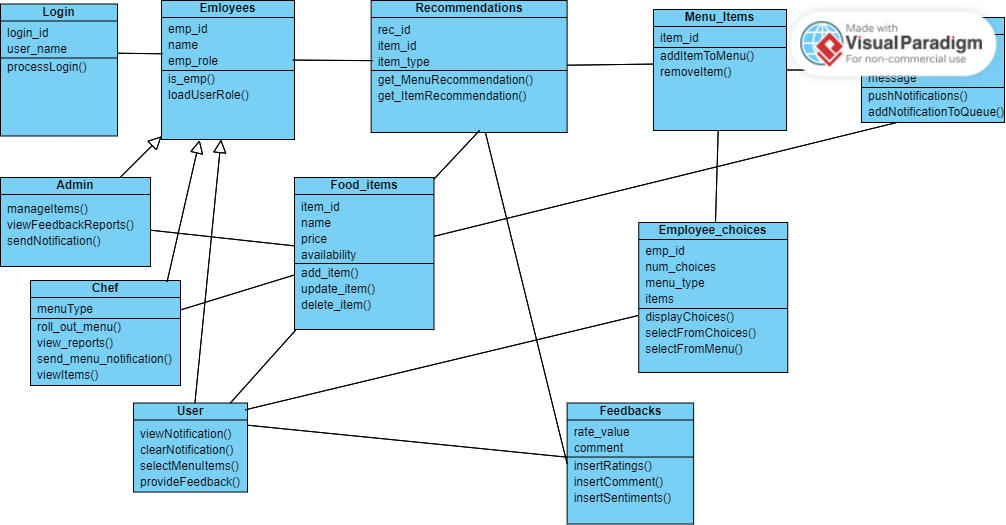 Login
login_id
user_name
processLogin()
Emloyees
emp_id
name
emp_role
is_emp()
loadUserRole()
Recommendations
rec_id
item_id
item_type
get_MenuRecommendation()
get_ItemRecommendation()
Menu_Items
item_id
addItemToMenu()
removeItem()
Made with
VisualParadigm
For non-commercial use
message
pushNotifications()
addNotificationToQueue()
Admin
manageItems()
viewFeedbackReports()
sendNotification()
Food_items
item_id
name
price
availability
add_item()
update_item()
delete_item()
Employee_choices
emp_id
num_choices
menu_type
items
displayChoices()
selectFromChoices()
selectFromMenu()
Chef
menuType
roll_out_menu()
view_reports()
send_menu_notification()
viewItems()
User
viewNotification()
clearNotification()
selectMenuItems()
provideFeedback()
Feedbacks
rate_value
comment
insertRatings()
insertComment()
insertSentiments()